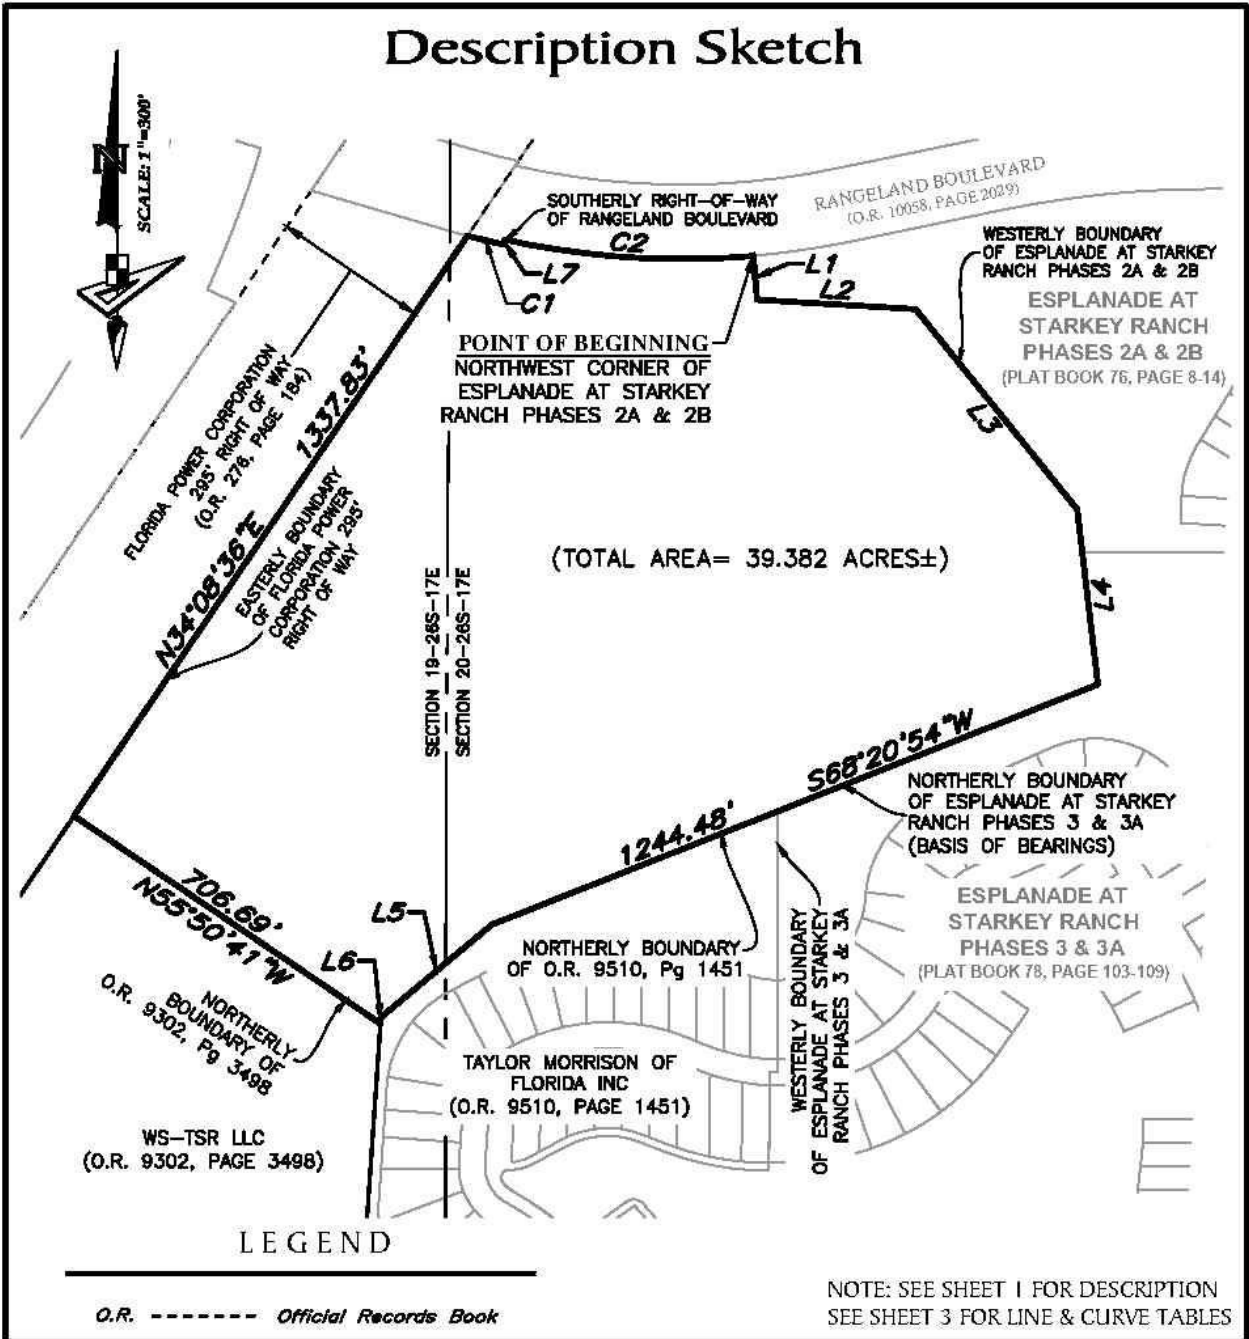 Description Sketch
N
SCALE: 1"=300'
SOUTHERLY RIGHT-OF-WAY
OF RANGELAND BOULEVARD
RANGELAND BOULEVARD
(O.R. 10058, PAGE 2029)
WESTERLY BOUNDARY
OF ESPLANADE AT STARKEY
RANCH PHASES 2A & 2B
ESPLANADE AT
STARKEY RANCH
PHASES 2A & 2B
(PLAT BOOK 76, PAGE 8-14)
C2
L7
C1
L1
L2
L3
L4
POINT OF BEGINNING
NORTHWEST CORNER OF
ESPLANADE AT STARKEY
RANCH PHASES 2A & 2B
FLORIDA POWER CORPORATION
295' RIGHT OF WAY
(O.R. 276, PAGE 184)
1337.83'
N34°08'36"E
EASTERLY BOUNDARY
OF FLORIDA POWER
CORPORATION 295'
RIGHT OF WAY
(TOTAL AREA= 39.382 ACRES±)
SECTION 19-26S-17E
SECTION 20-26S-17E
S68°20'54"W
1244.48'
NORTHERLY BOUNDARY
OF ESPLANADE AT STARKEY
RANCH PHASES 3 & 3A
(BASIS OF BEARINGS)
ESPLANADE AT
STARKEY RANCH
PHASES 3 & 3A
(PLAT BOOK 78, PAGE 103-109)
706.69'
N55°50'41"W
L5
L6
NORTHERLY BOUNDARY
OF O.R. 9510, Pg 1451
WESTERLY BOUNDARY
OF ESPLANADE AT STARKEY
RANCH PHASES 3 & 3A
NORTHERLY
BOUNDARY OF
O.R. 9302, Pg 3498
TAYLOR MORRISON OF
FLORIDA INC
(O.R. 9510, PAGE 1451)
WS-TSR LLC
(O.R. 9302, PAGE 3498)
LEGEND
O.R. ------- Official Records Book
NOTE: SEE SHEET 1 FOR DESCRIPTION
SEE SHEET 3 FOR LINE & CURVE TABLES